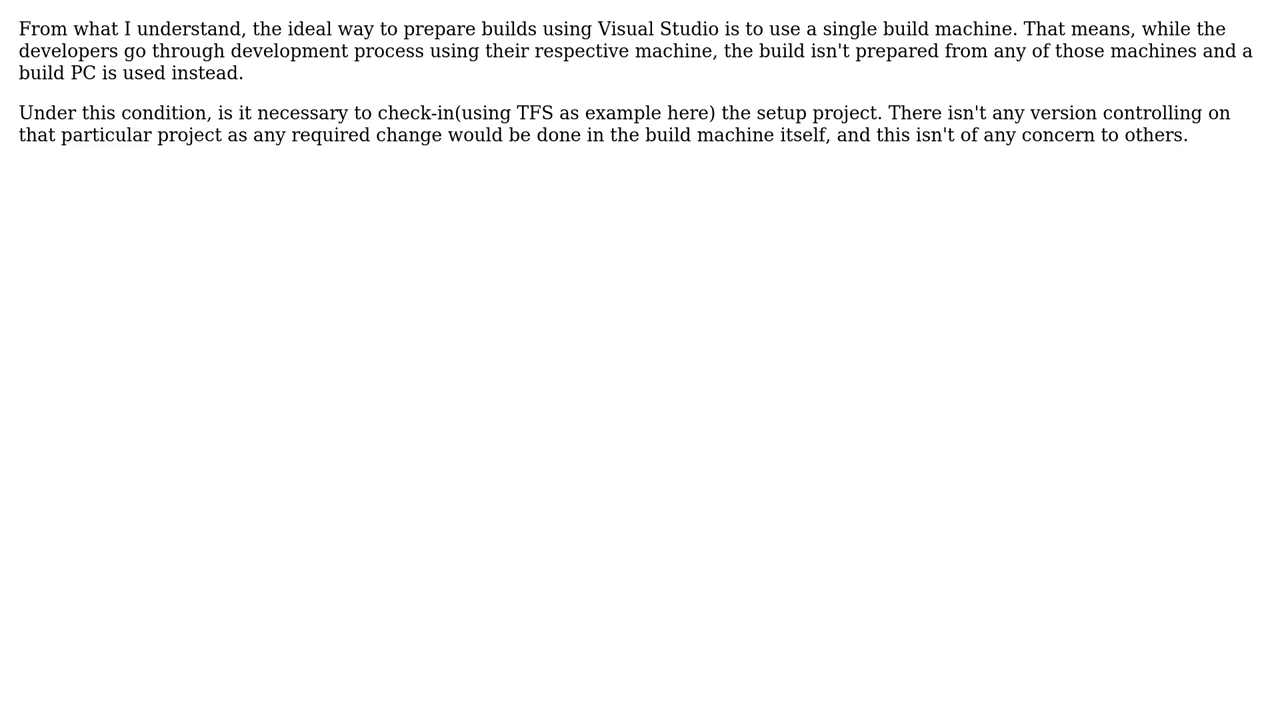 From what I understand, the ideal way to prepare builds using Visual Studio is to use a single build machine. That means, while the
developers go through development process using their respective machine, the build isn't prepared from any of those machines and a
build PC is used instead.
Under this condition, is it necessary to check-in(using TFS as example here) the setup project. There isn't any version controlling on
that particular project as any required change would be done in the build machine itself, and this isn't of any concern to others.